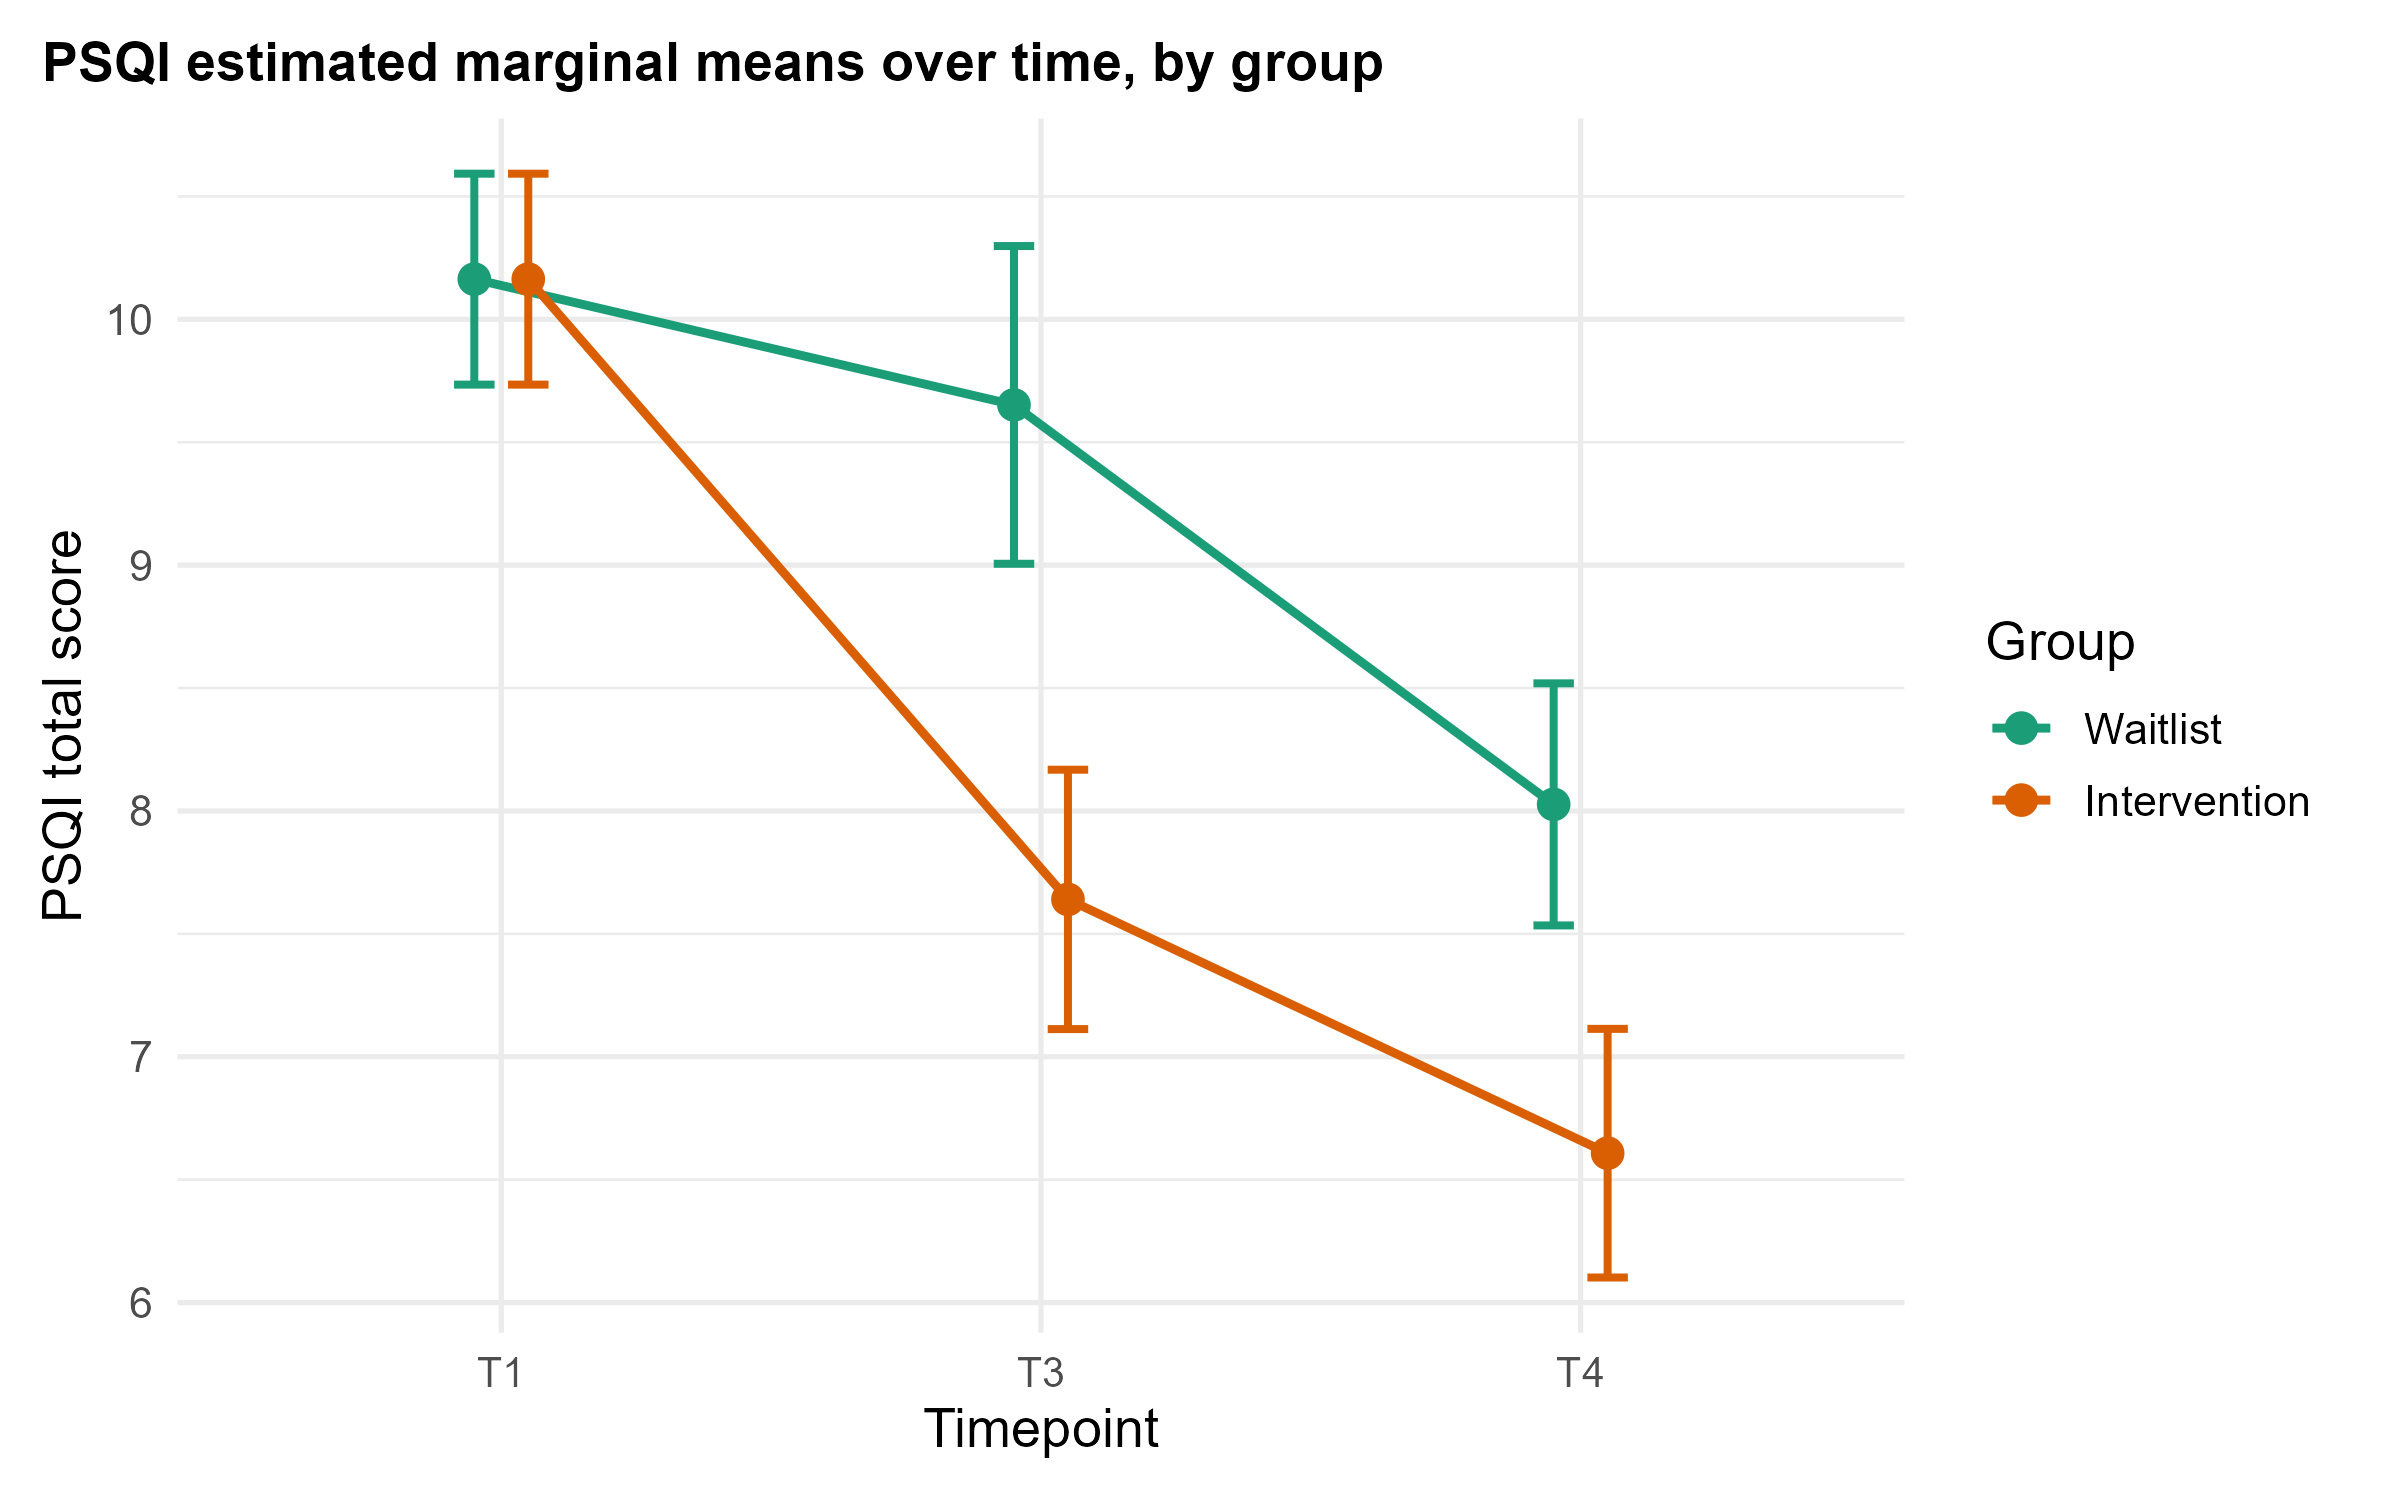 PSQI estimated marginal means over time, by group
PSQI total score
10
9
8
7
6
T1
T3
T4
Timepoint
Group
Waitlist
Intervention